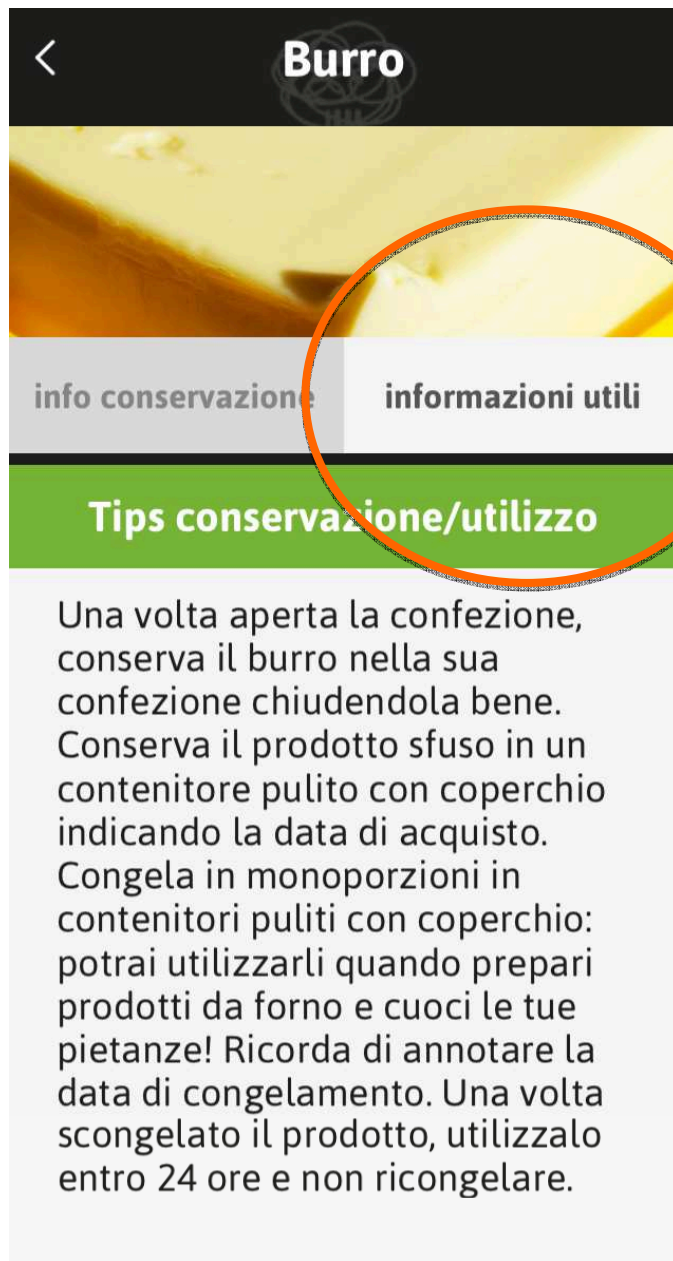 Burro
info conservazione
informazioni utili
Tips conservazione/utilizzo
Una volta aperta la confezione,
conserva il burro nella sua
confezione chiudendola bene.
Conserva il prodotto sfuso in un
contenitore pulito con coperchio
indicando la data di acquisto.
Congela in monoporzioni in
contenitori puliti con coperchio:
potrai utilizzarli quando prepari
prodotti da forno e cuoci le tue
pietanze! Ricorda di annotare la
data di congelamento. Una volta
scongelato il prodotto, utilizzalo
entro 24 ore e non ricongelare.